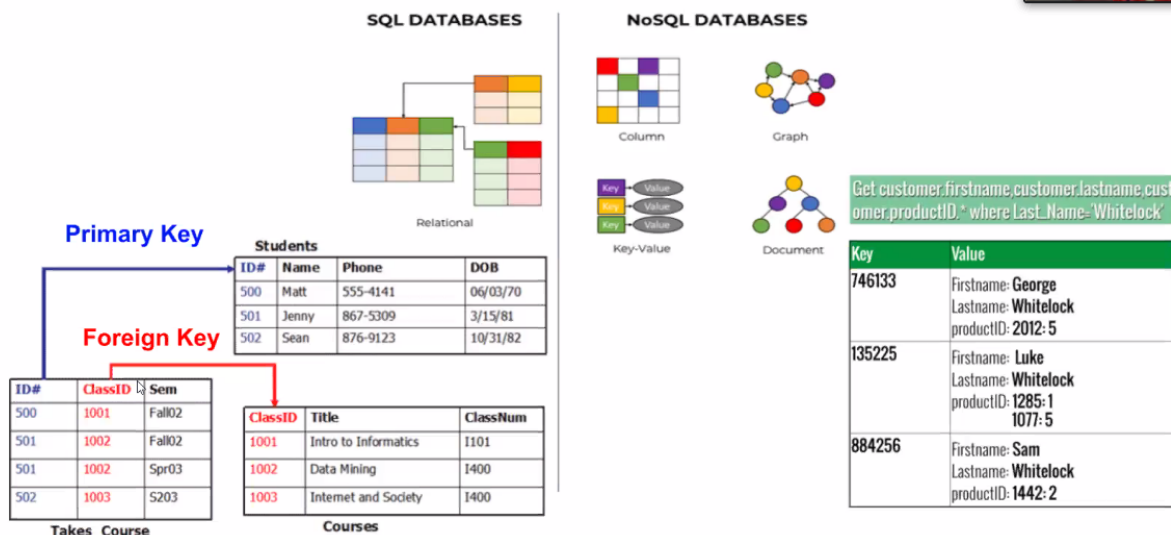 SQL DATABASES
Relational
Primary Key
Students
ID# Name Phone DOB
500 Matt 555-4141 06/03/70
501 Jenny 867-5309 3/15/81
502 Sean 876-9123 10/31/82
Foreign Key
ID# ClassID Sem
500 1001 Fall02
501 1002 Fall02
501 1002 Spr03
502 1003 S203
Takes Course
ClassID Title ClassNum
1001 Intro to Informatics I101
1002 Data Mining I400
1003 Internet and Society I400
Courses
NoSQL DATABASES
Column
Graph
Key Value
Key Value
Key Value
Key-Value
Document
Get customer.firstname,customer.lastname,cust
omer.productID.* where Last_Name='Whitelock'
Key Value
746133 Firstname: George
Lastname: Whitelock
productID: 2012: 5
135225 Firstname: Luke
Lastname: Whitelock
productID: 1285: 1
1077: 5
884256 Firstname: Sam
Lastname: Whitelock
productID: 1442: 2